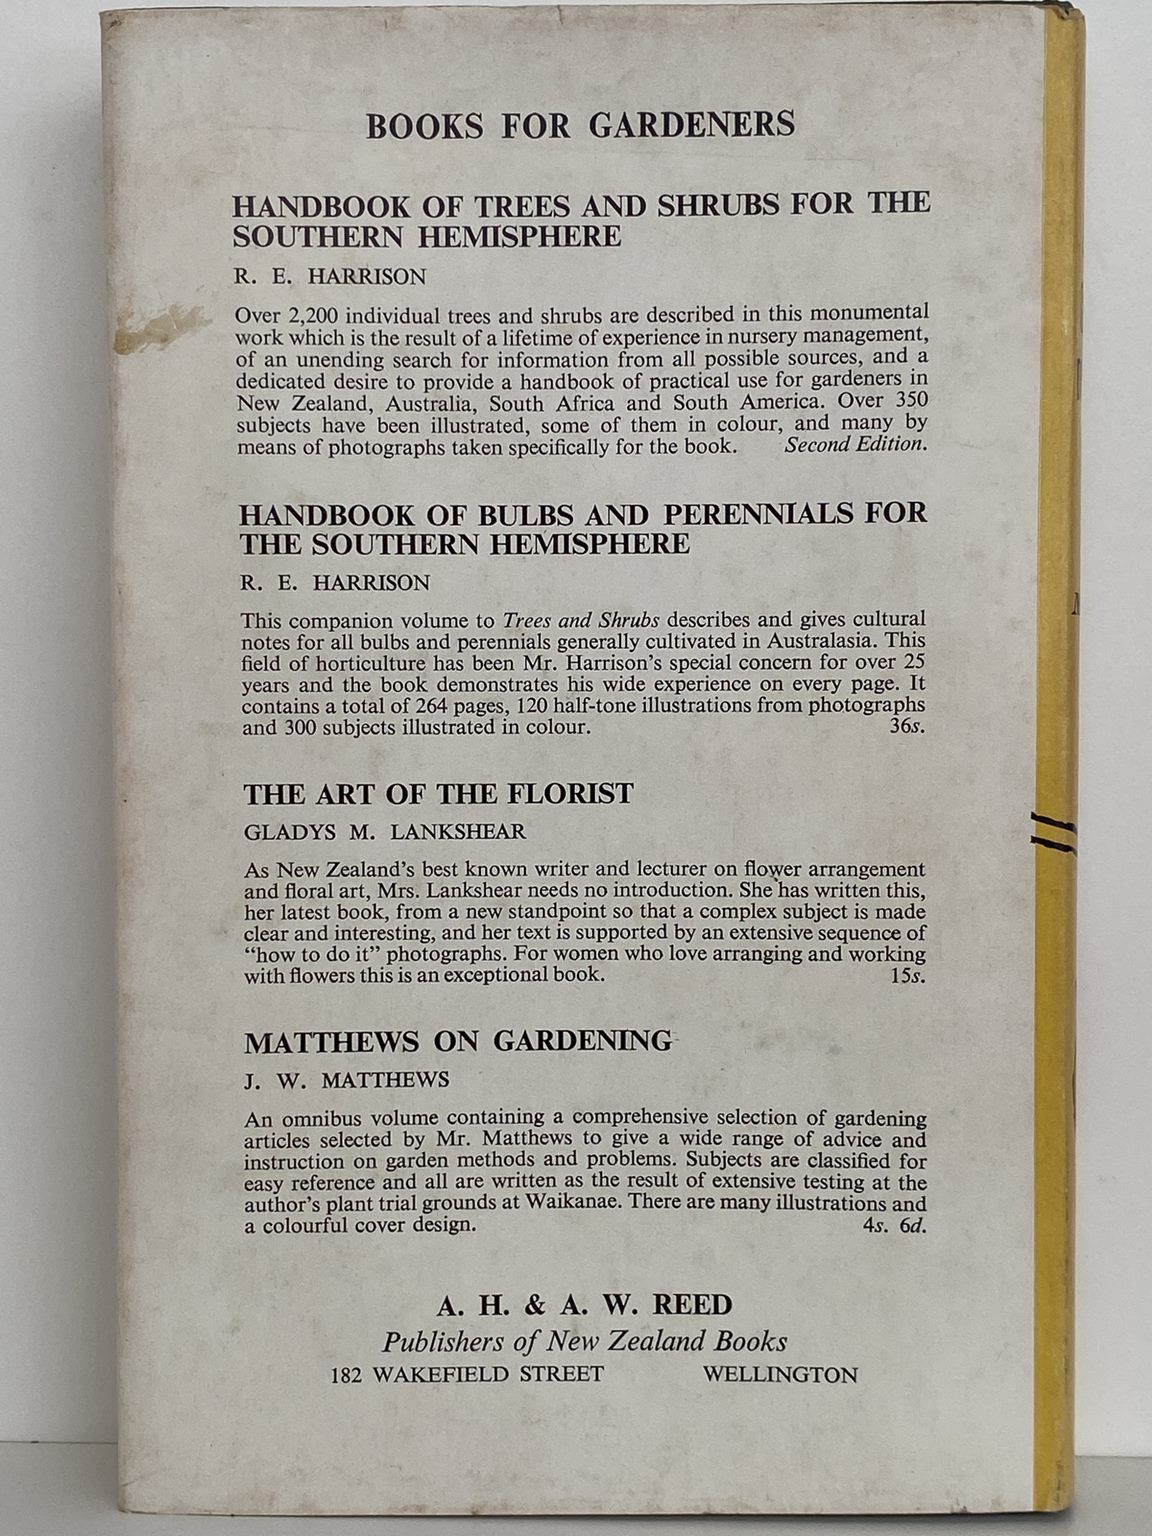 BOOKS FOR GARDENERS
HANDBOOK OF TREES AND SHRUBS FOR THE
SOUTHERN HEMISPHERE
R. E. HARRISON
Over 2,200 individual trees and shrubs are described in this monumental
work which is the result of a lifetime of experience in nursery management,
of an unending search for information from all possible sources, and a
dedicated desire to provide a handbook of practical use for gardeners in
New Zealand, Australia, South Africa and South America. Over 350
subjects have been illustrated, some of them in colour, and many by
means of photographs taken specifically for the book. Second Edition.
HANDBOOK OF BULBS AND PERENNIALS FOR
THE SOUTHERN HEMISPHERE
R. E. HARRISON
This companion volume to Trees and Shrubs describes and gives cultural
notes for all bulbs and perennials generally cultivated in Australasia. This
field of horticulture has been Mr. Harrison's special concern for over 25
years and the book demonstrates his wide experience on every page. It
contains a total of 264 pages, 120 half-tone illustrations from photographs
and 300 subjects illustrated in colour. 36s.
THE ART OF THE FLORIST
GLADYS M. LANKSHEAR
As New Zealand's best known writer and lecturer on flower arrangement
and floral art, Mrs. Lankshear needs no introduction. She has written this,
her latest book, from a new standpoint so that a complex subject is made
clear and interesting, and her text is supported by an extensive sequence of
“how to do it” photographs. For women who love arranging and working
with flowers this is an exceptional book. 15s.
MATTHEWS ON GARDENING
J. W. MATTHEWS
An omnibus volume containing a comprehensive selection of gardening
articles selected by Mr. Matthews to give a wide range of advice and
instruction on garden methods and problems. Subjects are classified for
easy reference and all are written as the result of extensive testing at the
author's plant trial grounds at Waikanae. There are many illustrations and
a colourful cover design. 4s. 6d.
A. H. & A. W. REED
Publishers of New Zealand Books
182 WAKEFIELD STREET WELLINGTON